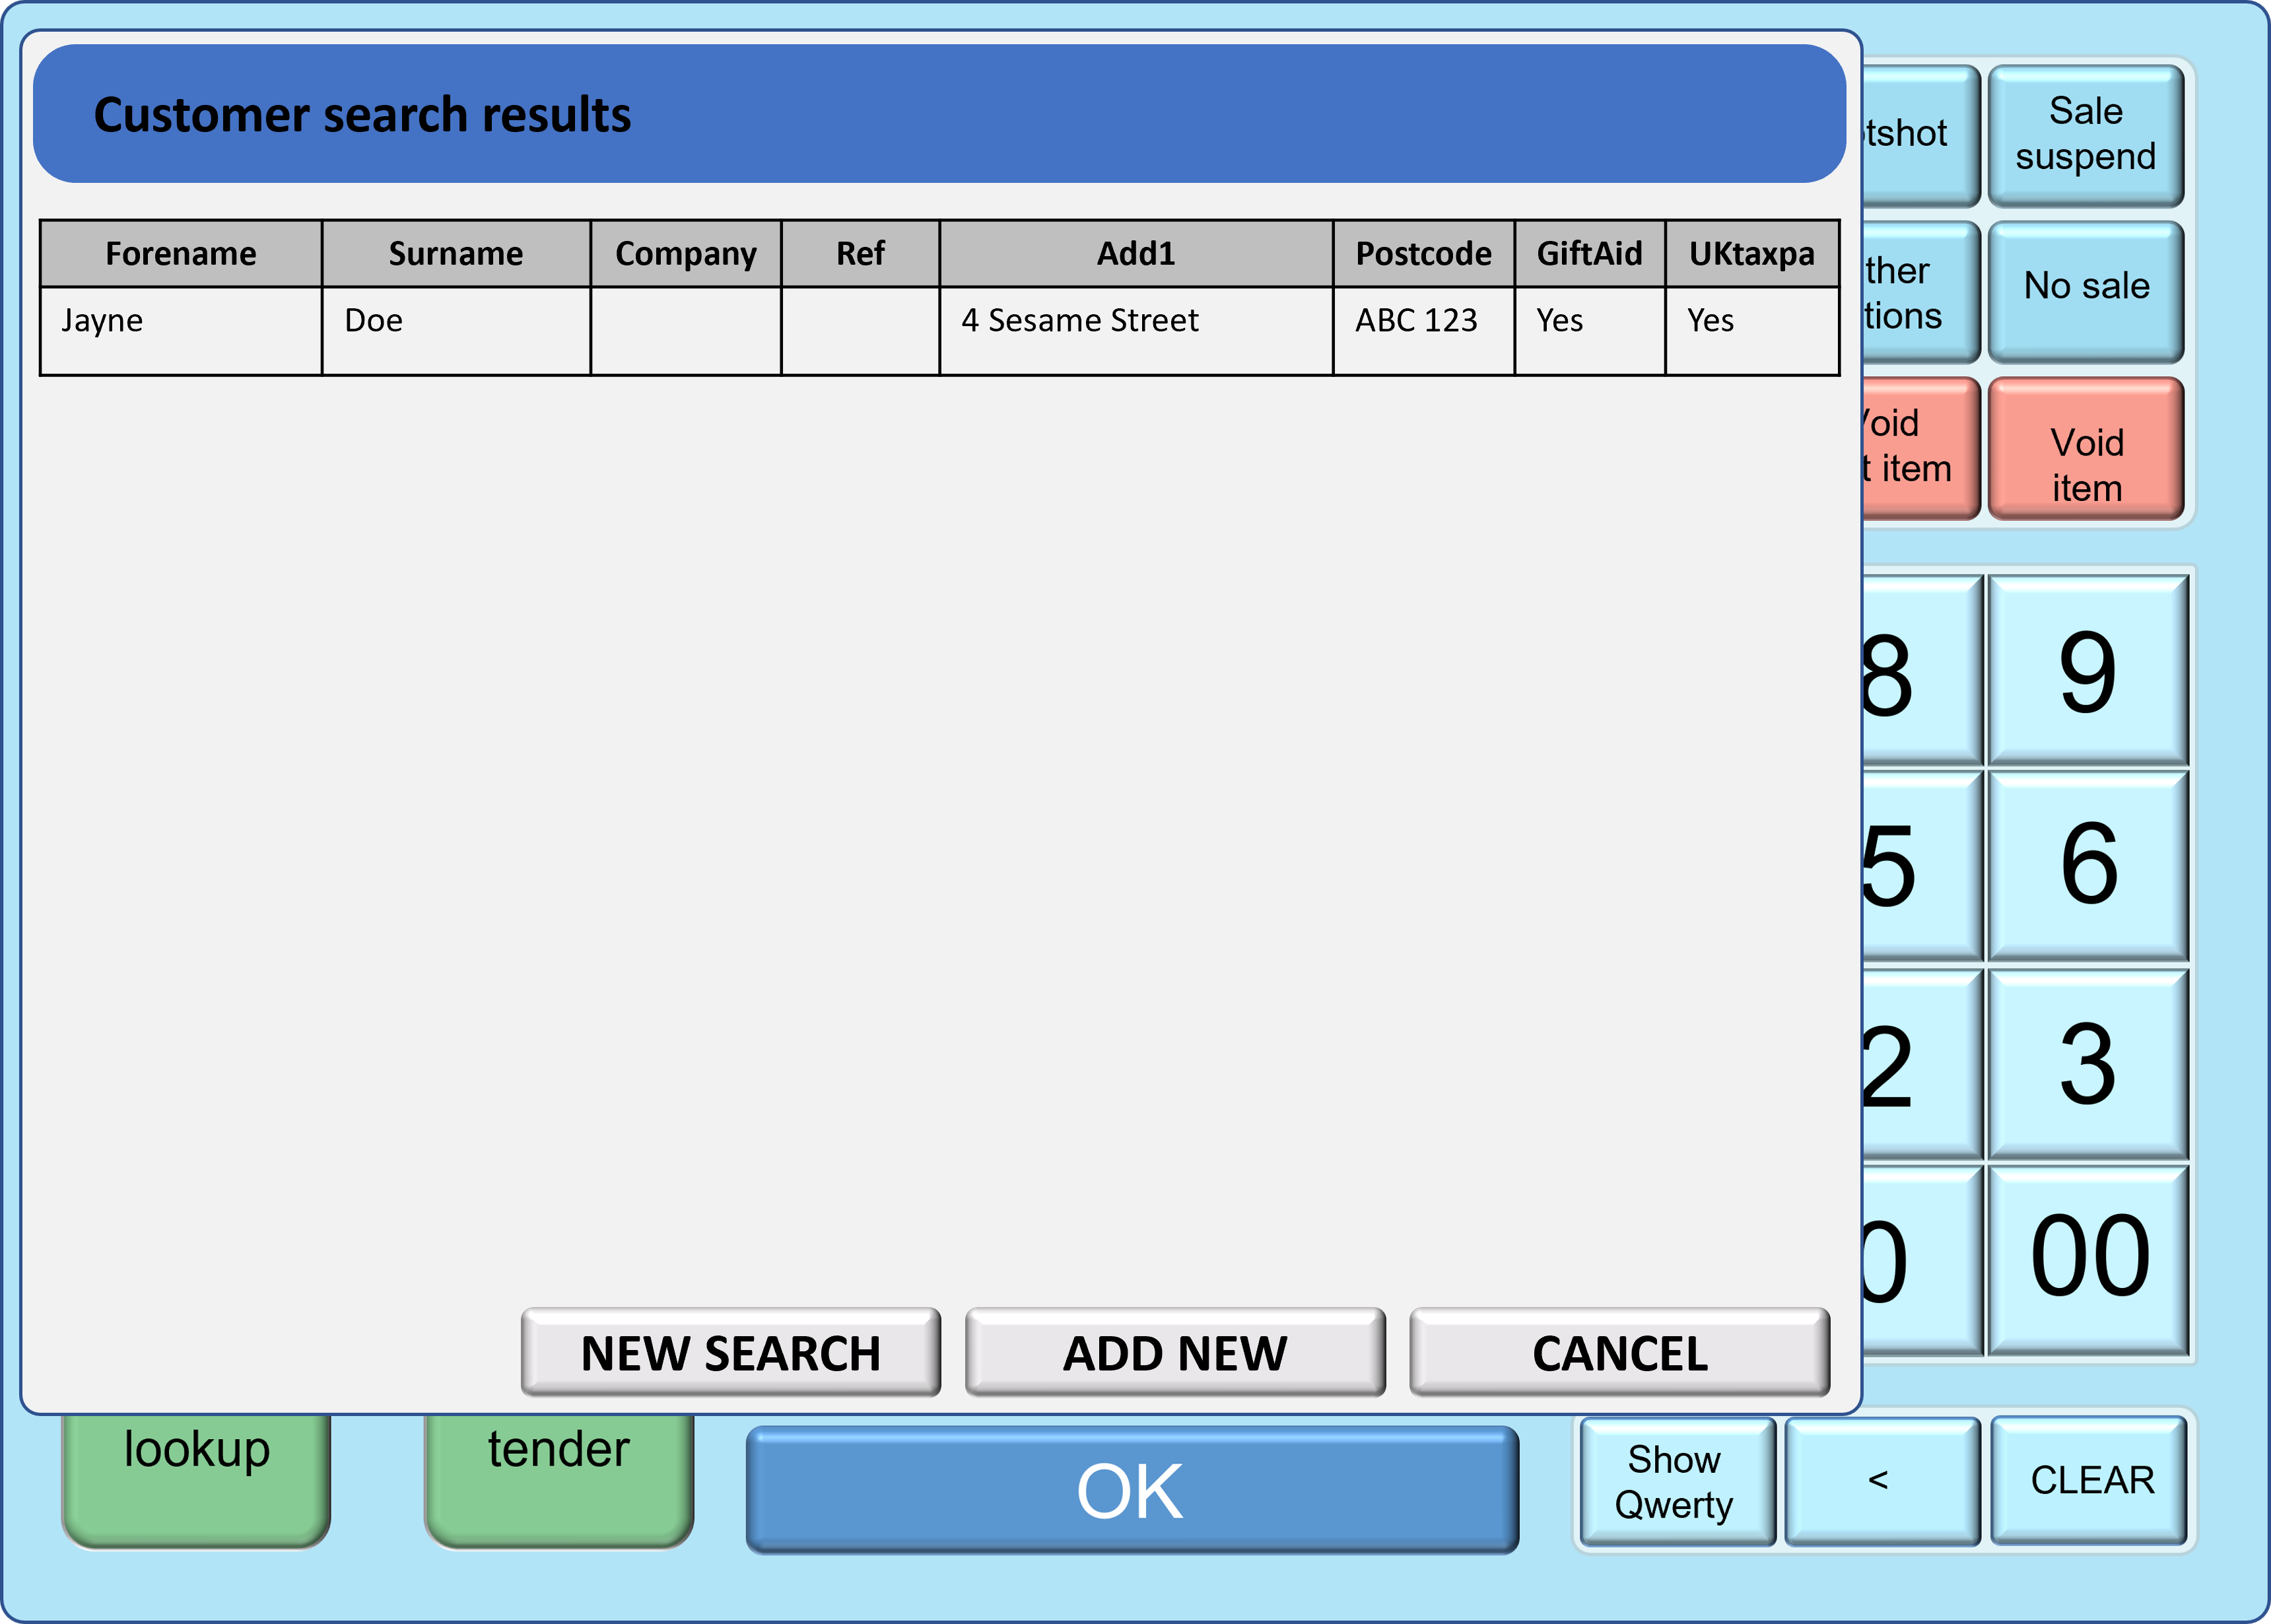 Customer search results
Forename Surname Company Ref Add1 Postcode GiftAid UKtaxpa
Jayne Doe 4 Sesame Street ABC 123 Yes Yes
NEW SEARCH ADD NEW CANCEL
tshot
Sale
suspend
ther
tions
No sale
oid
t item
Void
item
8 9
5 6
2 3
0 00
lookup
tender
OK
Show
Qwerty
<
CLEAR